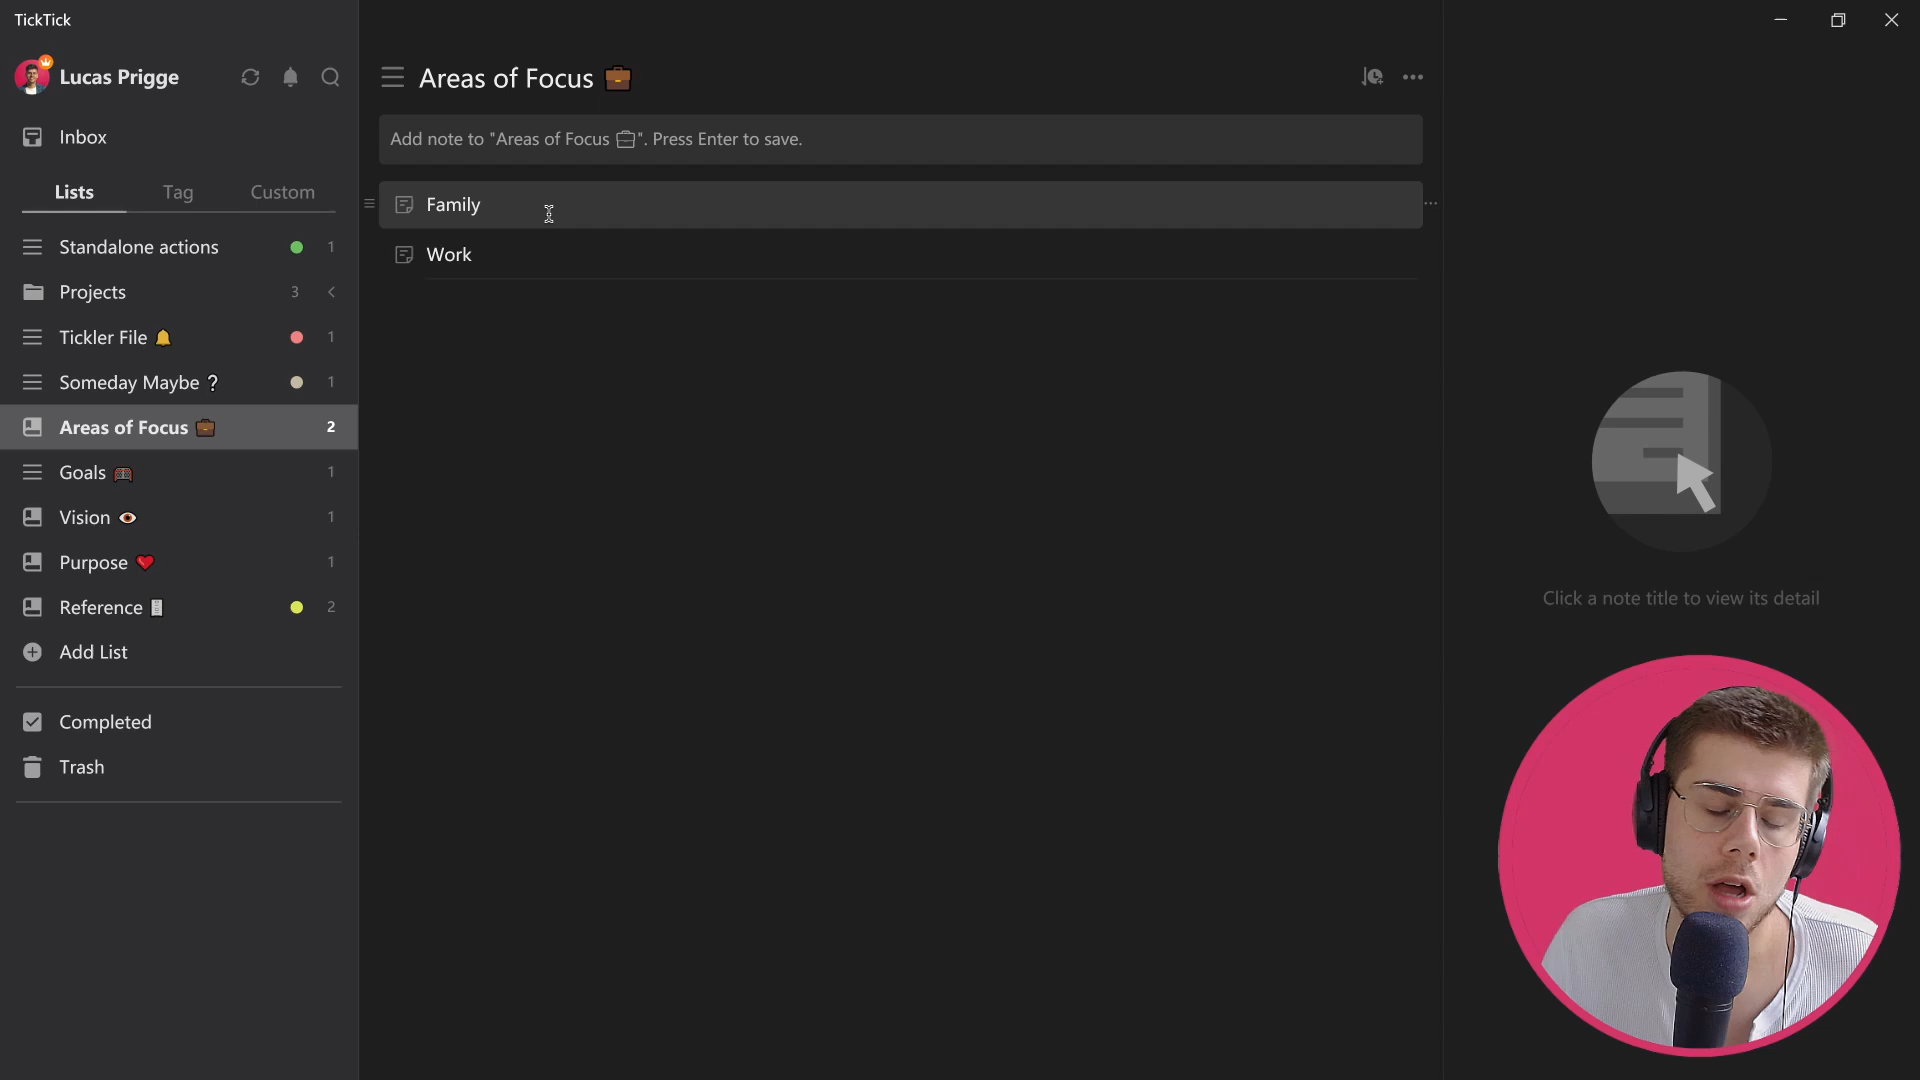 TickTick
Lucas Prigge
Inbox
Lists Tag Custom
Standalone actions 1
Projects 3
Tickler File 🔔 1
Someday Maybe ❓ 1
Areas of Focus 💼 2
Goals 🥅 1
Vision 👁 1
Purpose ❤️ 1
Reference 🗄 2
Add List
Completed
Trash
Areas of Focus 💼
Add note to "Areas of Focus 💼". Press Enter to save.
Family
Work
Click a note title to view its detail